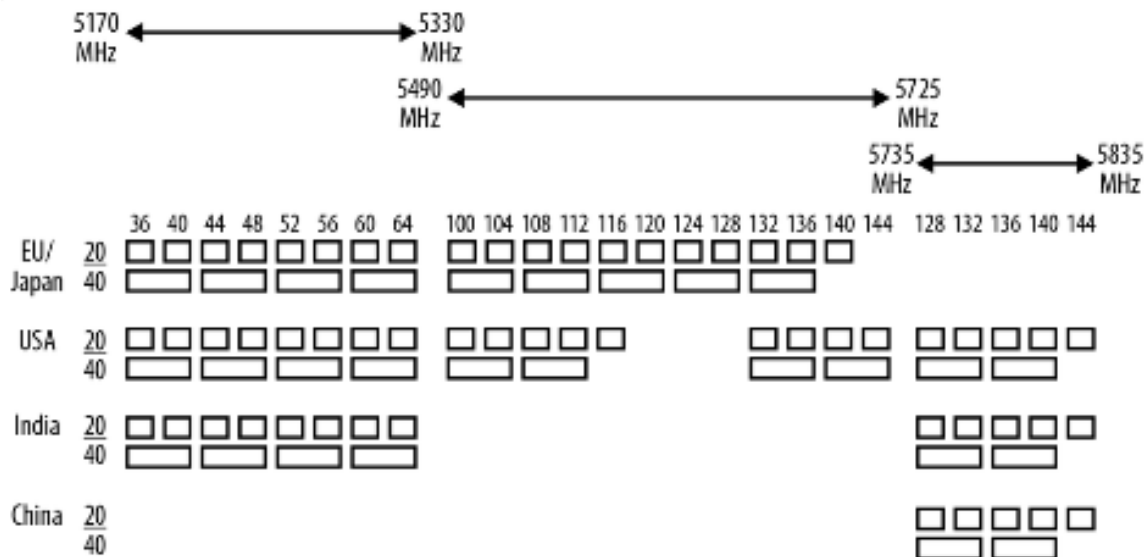 5170 MHz
5330 MHz
5490 MHz
5725 MHz
5735 MHz
5835 MHz
36 40 44 48 52 56 60 64 100 104 108 112 116 120 124 128 132 136 140 144 128 132 136 140 144
EU/ Japan 20 40
USA 20 40
India 20 40
China 20 40